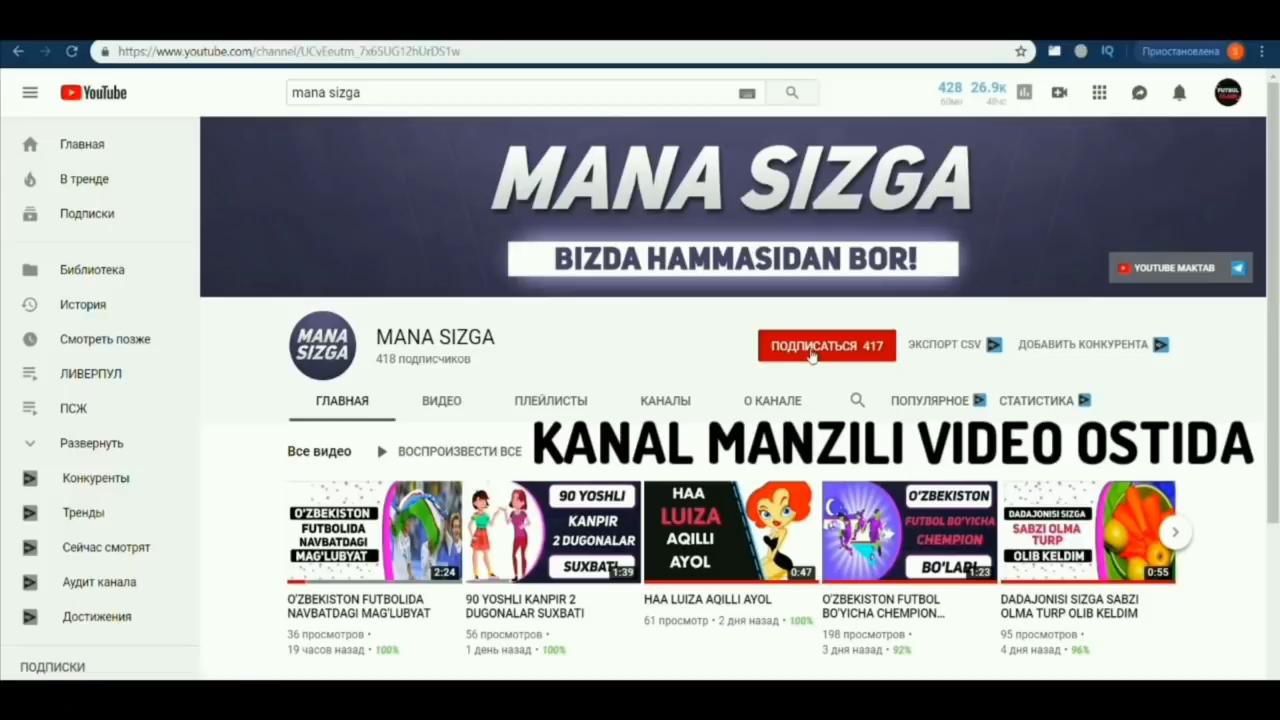 https://www.youtube.com/channel/UCvEeutm_7x65UG12hUrDS1w
IQ
Приостановлена
YouTube
mana sizga
428 26.9к
60мн 48чс
FUTBOL
Главная
В тренде
Подписки
Библиотека
История
Смотреть позже
ЛИВЕРПУЛ
ПСЖ
Развернуть
Конкуренты
Тренды
Сейчас смотрят
Аудит канала
Достижения
ПОДПИСКИ
MANA SIZGA
BIZDA HAMMASIDAN BOR!
YOUTUBE MAKTAB
MANA
SIZGA
MANA SIZGA
418 подписчиков
ПОДПИСАТЬСЯ 417
ЭКСПОРТ CSV
ДОБАВИТЬ КОНКУРЕНТА
ГЛАВНАЯ ВИДЕО ПЛЕЙЛИСТЫ КАНАЛЫ О КАНАЛЕ ПОПУЛЯРНОЕ СТАТИСТИКА
Все видео ВОСПРОИЗВЕСТИ ВСЕ
KANAL MANZILI VIDEO OSTIDA
O'ZBEKISTON
FUTBOLIDA
NAVBATDAGI
MAG'LUBYAT
2:24
O'ZBEKISTON FUTBOLIDA
NAVBATDAGI MAG'LUBYAT
36 просмотров •
19 часов назад • 100%
90 YOSHLI
KANPIR
2 DUGONALAR
SUXBATI
1:39
90 YOSHLI KANPIR 2
DUGONALAR SUXBATI
56 просмотров •
1 день назад • 100%
HAA
LUIZA
AQILLI
AYOL
0:47
HAA LUIZA AQILLI AYOL
61 просмотр • 2 дня назад • 100%
O'ZBEKISTON
FUTBOL BO'YICHA
CHEMPION
BO'LARI
1:23
O'ZBEKISTON FUTBOL
BO'YICHA CHEMPION...
198 просмотров •
3 дня назад • 92%
DADAJONISI SIZGA
SABZI OLMA
TURP
OLIB KELDIM
0:55
DADAJONISI SIZGA SABZI
OLMA TURP OLIB KELDIM
95 просмотров •
4 дня назад • 96%